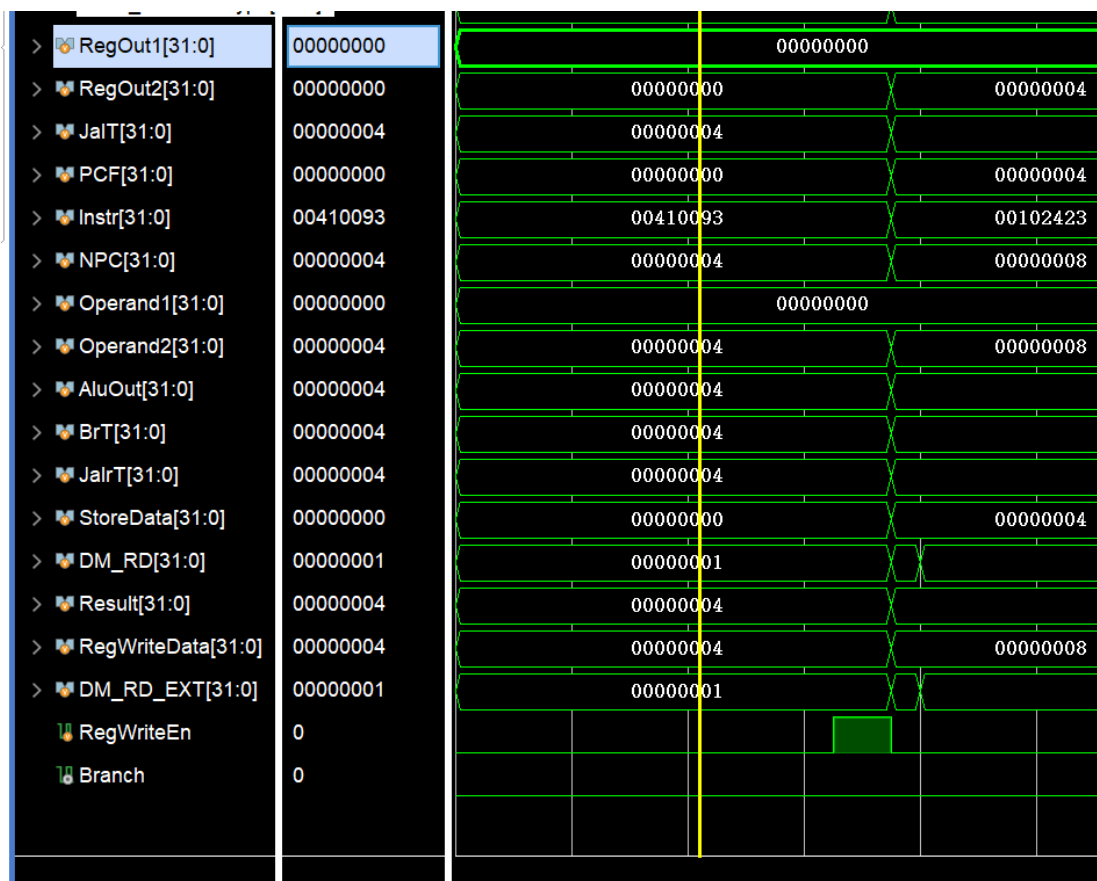 RegOut1[31:0] 00000000 00000000
RegOut2[31:0] 00000000 00000000 00000004
JalT[31:0] 00000004 00000004
PCF[31:0] 00000000 00000000 00000004
Instr[31:0] 00410093 00410093 00102423
NPC[31:0] 00000004 00000004 00000008
Operand1[31:0] 00000000 00000000
Operand2[31:0] 00000004 00000004 00000008
AluOut[31:0] 00000004 00000004
BrT[31:0] 00000004 00000004
JalrT[31:0] 00000004 00000004
StoreData[31:0] 00000000 00000000 00000004
DM_RD[31:0] 00000001 00000001
Result[31:0] 00000004 00000004
RegWriteData[31:0] 00000004 00000004 00000008
DM_RD_EXT[31:0] 00000001 00000001
RegWriteEn 0
Branch 0